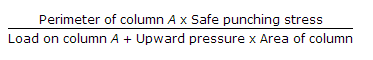 Perimeter of column A x Safe punching stress
Load on column A + Upward pressure x Area of column